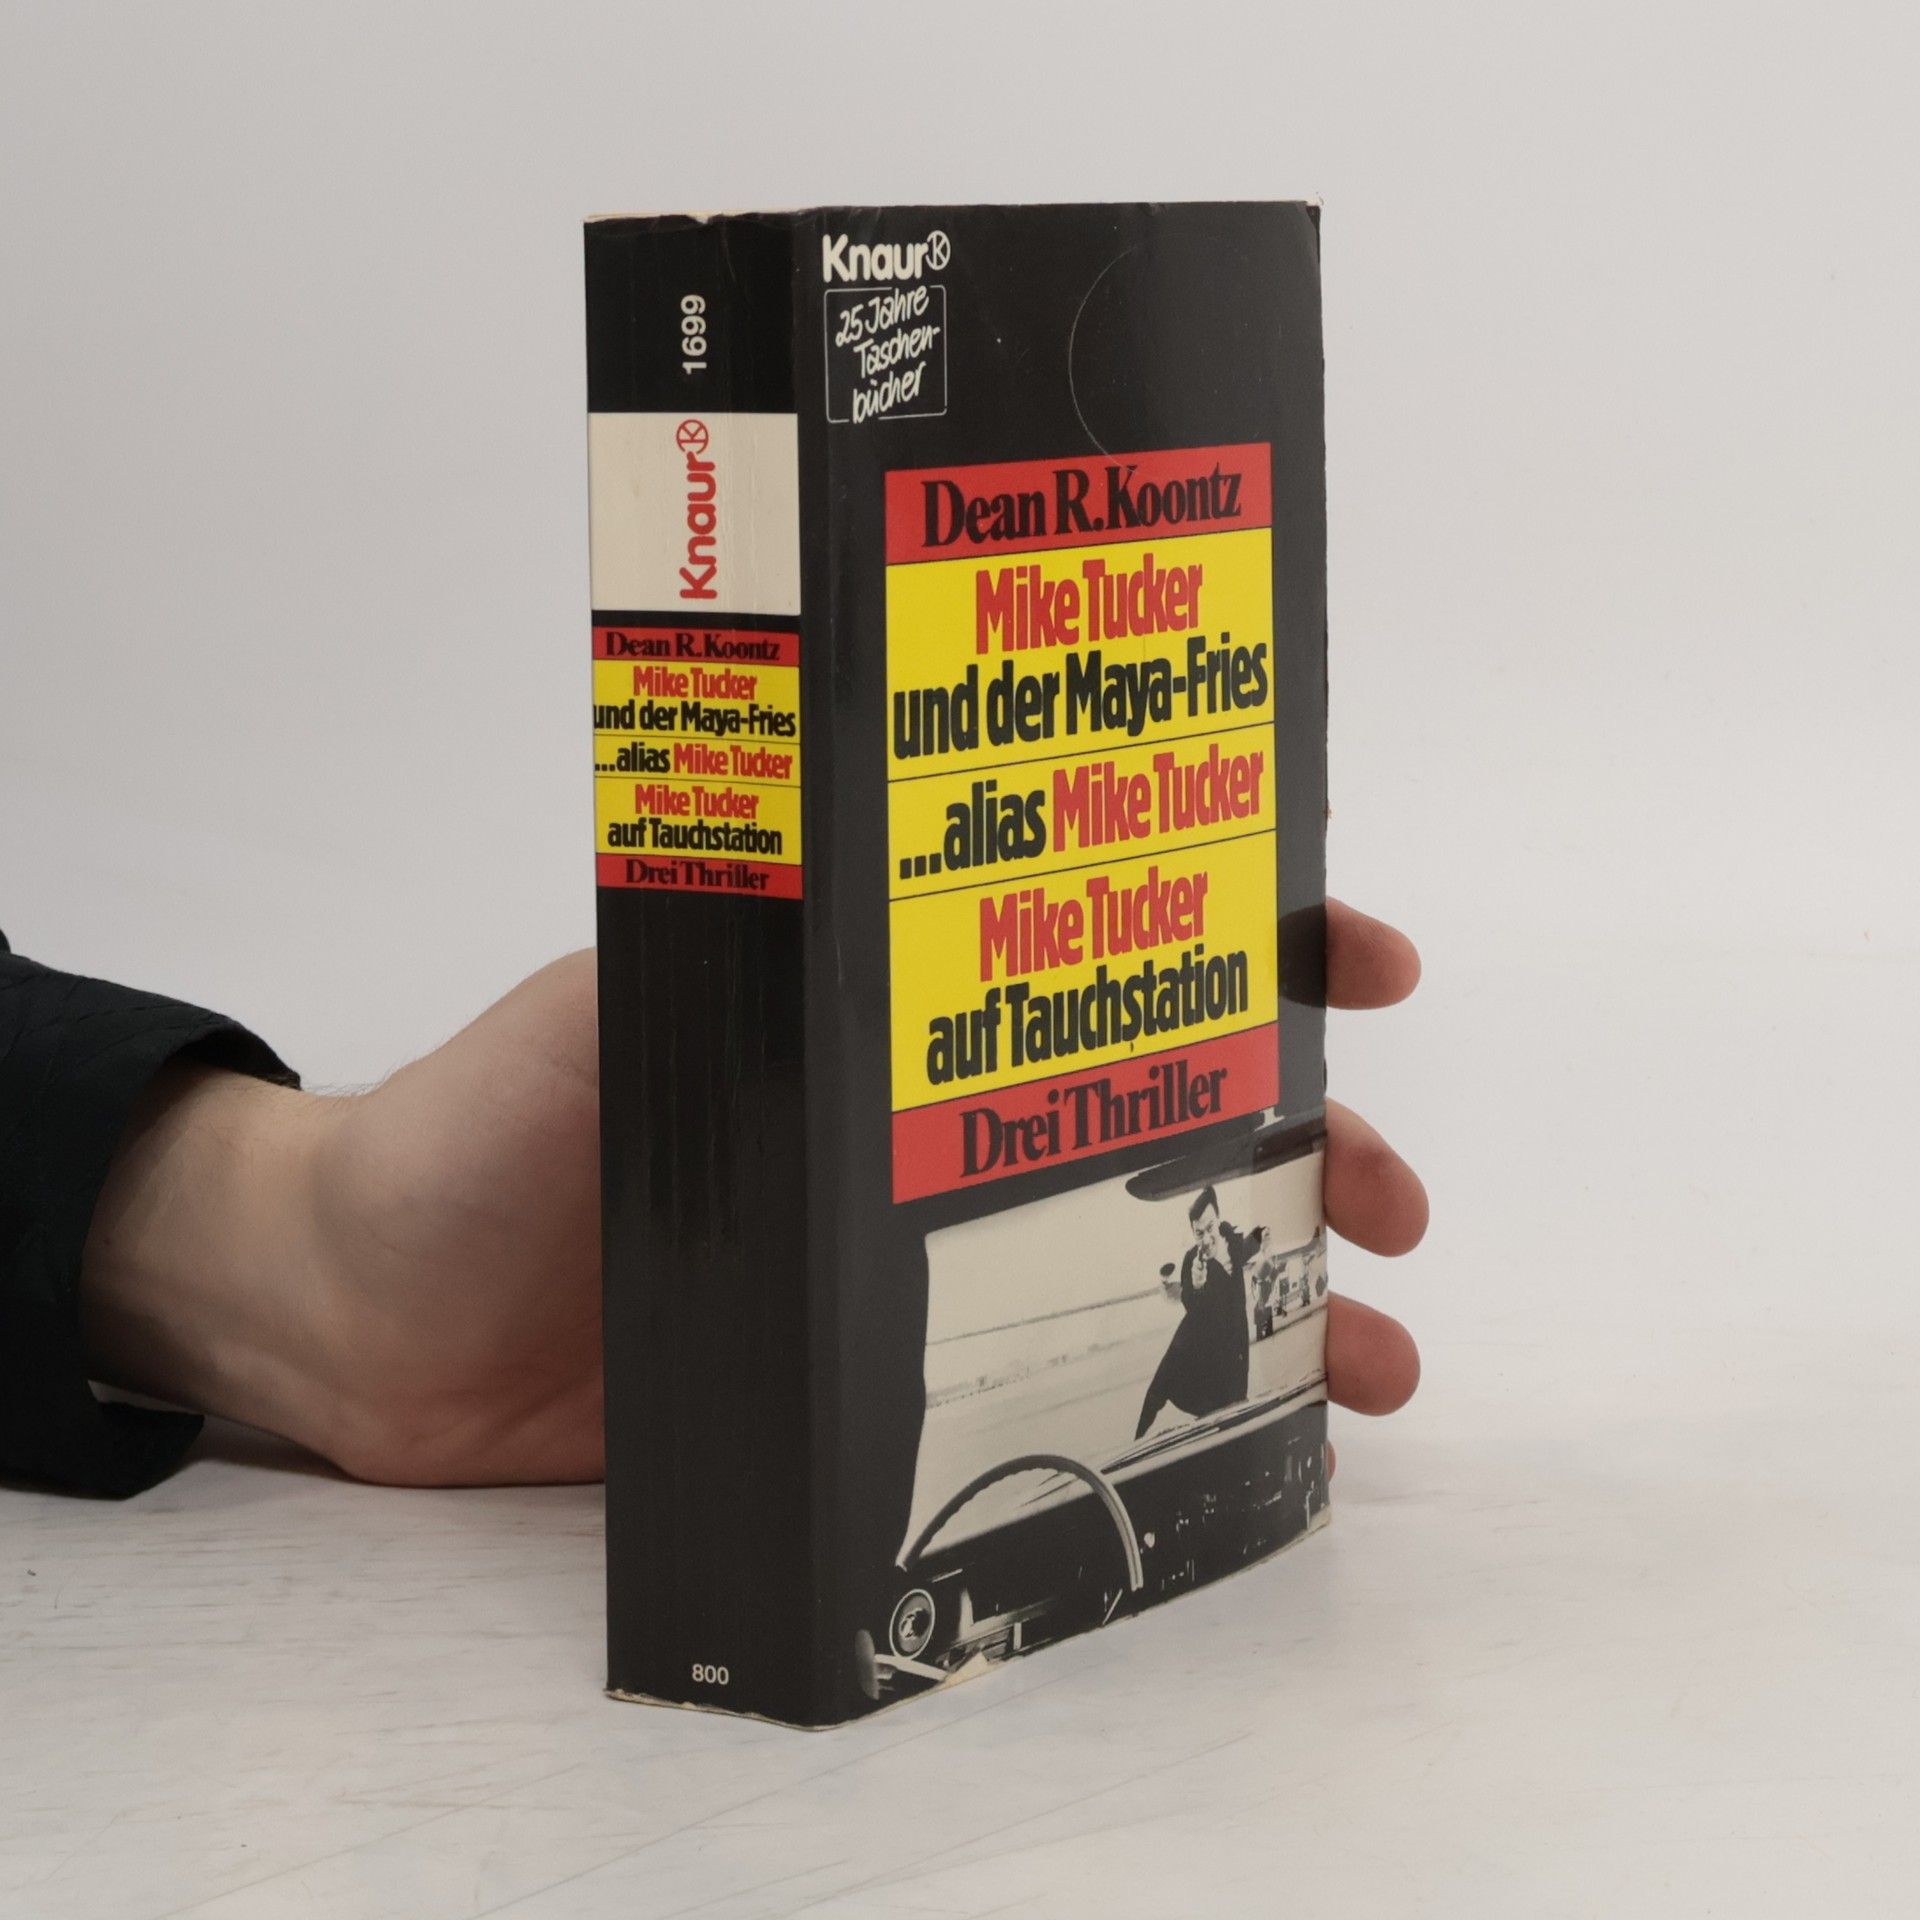 1699
Knaur
Dean R. Koontz
Mike Tucker
und der Maya-Fries
...alias Mike Tucker
Mike Tucker
auf Tauchstation
Drei Thriller
800
Knaur
25 Jahre
Taschen-
bücher
Dean R. Koontz
Mike Tucker
und der Maya-Fries
...alias Mike Tucker
Mike Tucker
auf Tauchstation
Drei Thriller